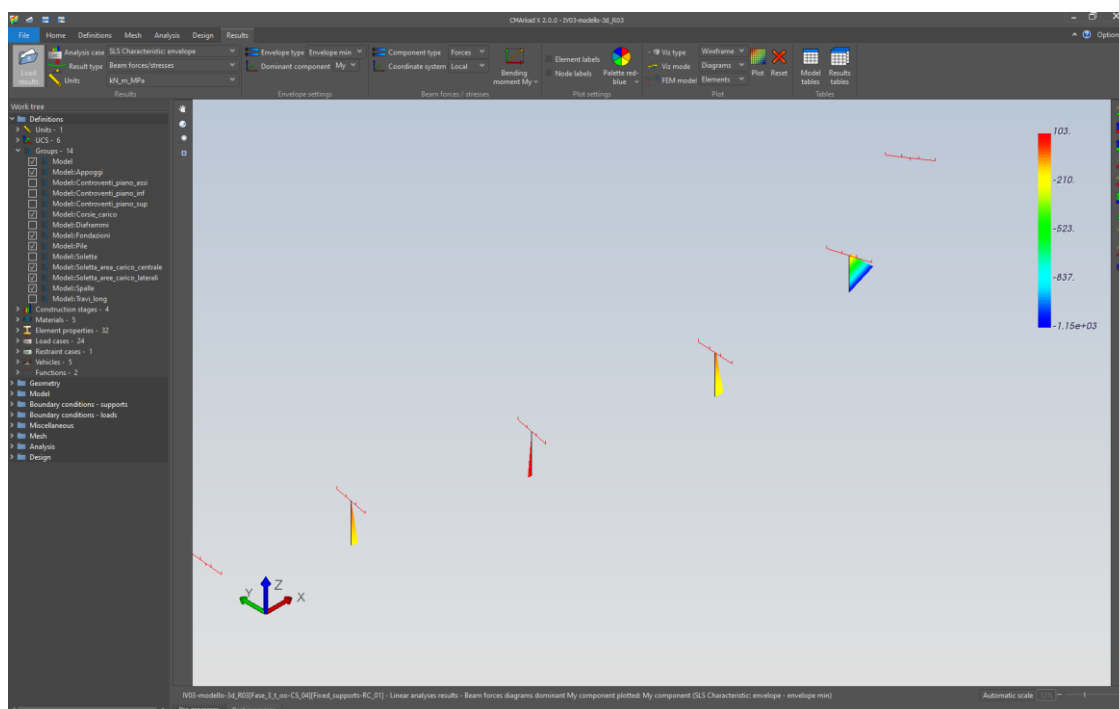 CMArkad X 2.0.0 - IV03-modello-3d_R03
File Home Definitions Mesh Analysis Design Results Option
Load results
Analysis case SLS Characteristic: envelope
Result type Beam forces/stresses
Units kN_m_MPa
Results
Envelope type Envelope min
Dominant component My
Envelope settings
Component type Forces
Coordinate system Local
Bending moment My
Beam forces / stresses
Element labels
Node labels
Palette red-blue
Plot settings
Viz type Wireframe
Viz mode Diagrams
FEM model Elements
Plot Reset
Plot
Model tables
Results tables
Tables
Work tree
Definitions
Units - 1
UCS - 6
Groups - 14
Model
Model::Appoggi
Model::Controventi_piano_assi
Model::Controventi_piano_inf
Model::Controventi_piano_sup
Model::Corsie_carico
Model::Diaframmi
Model::Fondazioni
Model::Pile
Model::Soletta
Model::Soletta_area_carico_centrale
Model::Soletta_aree_carico_laterali
Model::Spalle
Model::Travi_long
Construction stages - 4
Materials - 5
Element properties - 32
Load cases - 24
Restraint cases - 1
Vehicles - 5
Functions - 2
Geometry
Model
Boundary conditions - supports
Boundary conditions - loads
Miscellaneous
Mesh
Analysis
Design
103.
-210.
-523.
-837.
-1.15e+03
Z
Y
X
IV03-modello-3d_R03[Fase_3_t_oo-CS_04][Fixed_supports-RC_01] - Linear analyses results - Beam forces diagrams dominant My component plotted: My component (SLS Characteristic: envelope - envelope min)
Automatic scale